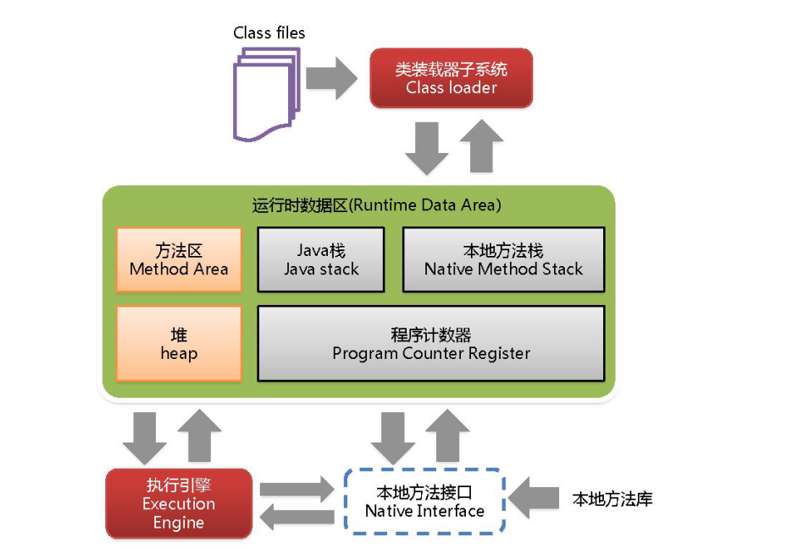 Class files
类装载器子系统
Class loader
运行时数据区(Runtime Data Area)
方法区
Method Area
Java栈
Java stack
本地方法栈
Native Method Stack
堆
heap
程序计数器
Program Counter Register
执行引擎
Execution
Engine
本地方法接口
Native Interface
本地方法库